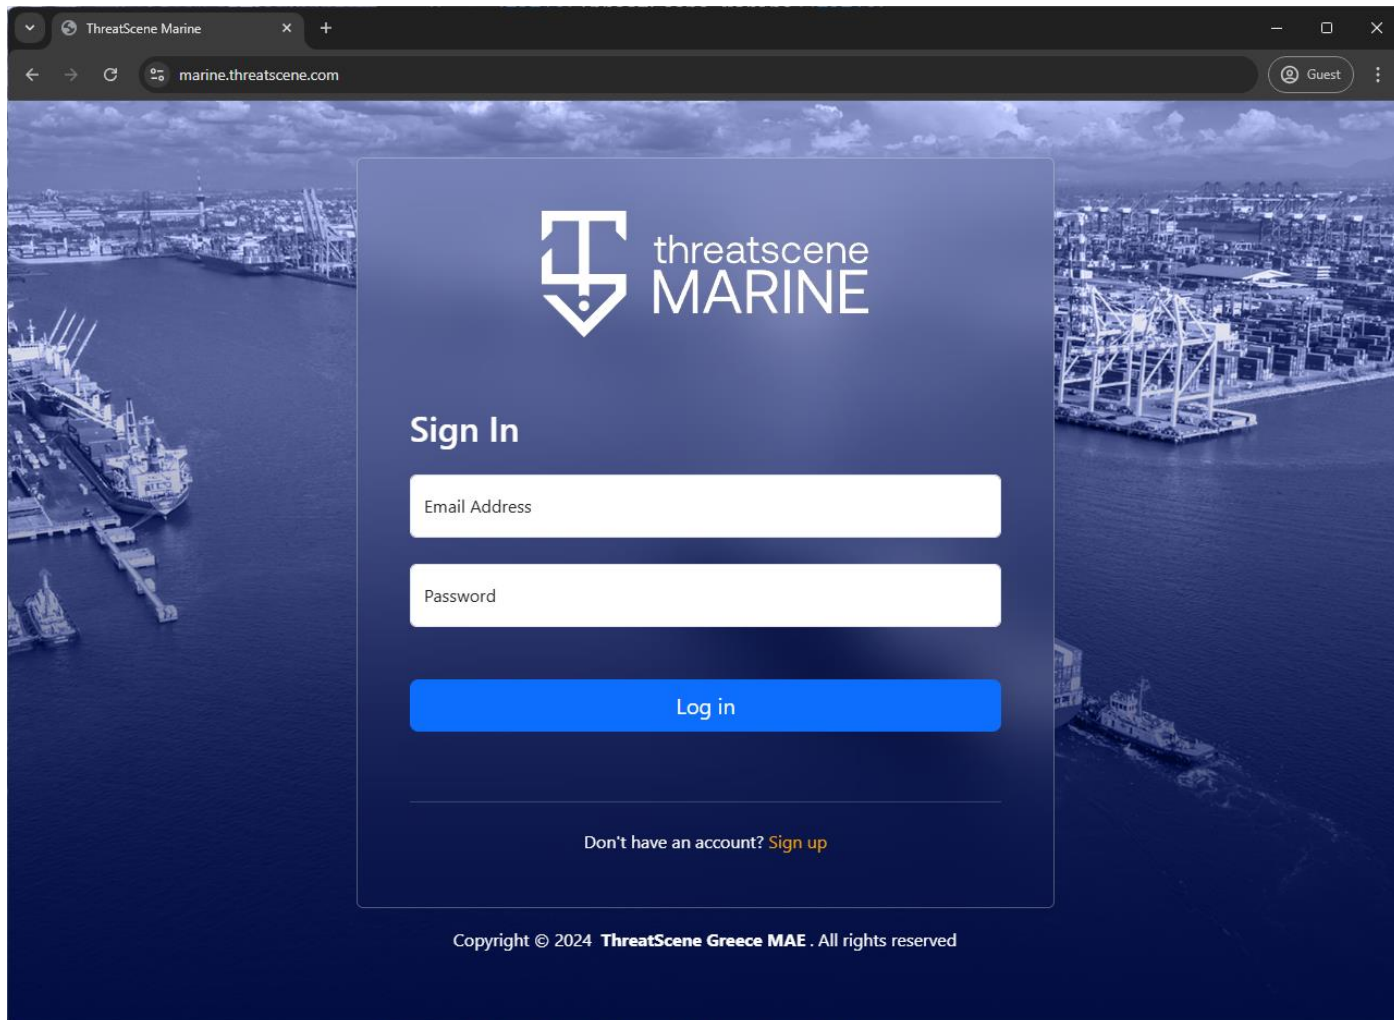 ThreatScene Marine
marine.threatscene.com
Guest
threatscene
MARINE
Sign In
Email Address
Password
Log in
Don't have an account? Sign up
Copyright © 2024 ThreatScene Greece MAE . All rights reserved